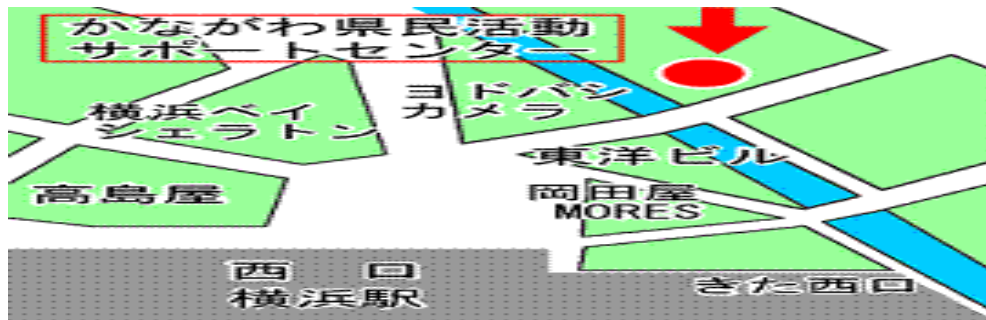 かながわ県民活動
サポートセンター
ヨドバシ
カメラ
横浜ベイ
シェラトン
東洋ビル
高島屋
岡田屋
MORES
西　口
横浜駅
きた西口